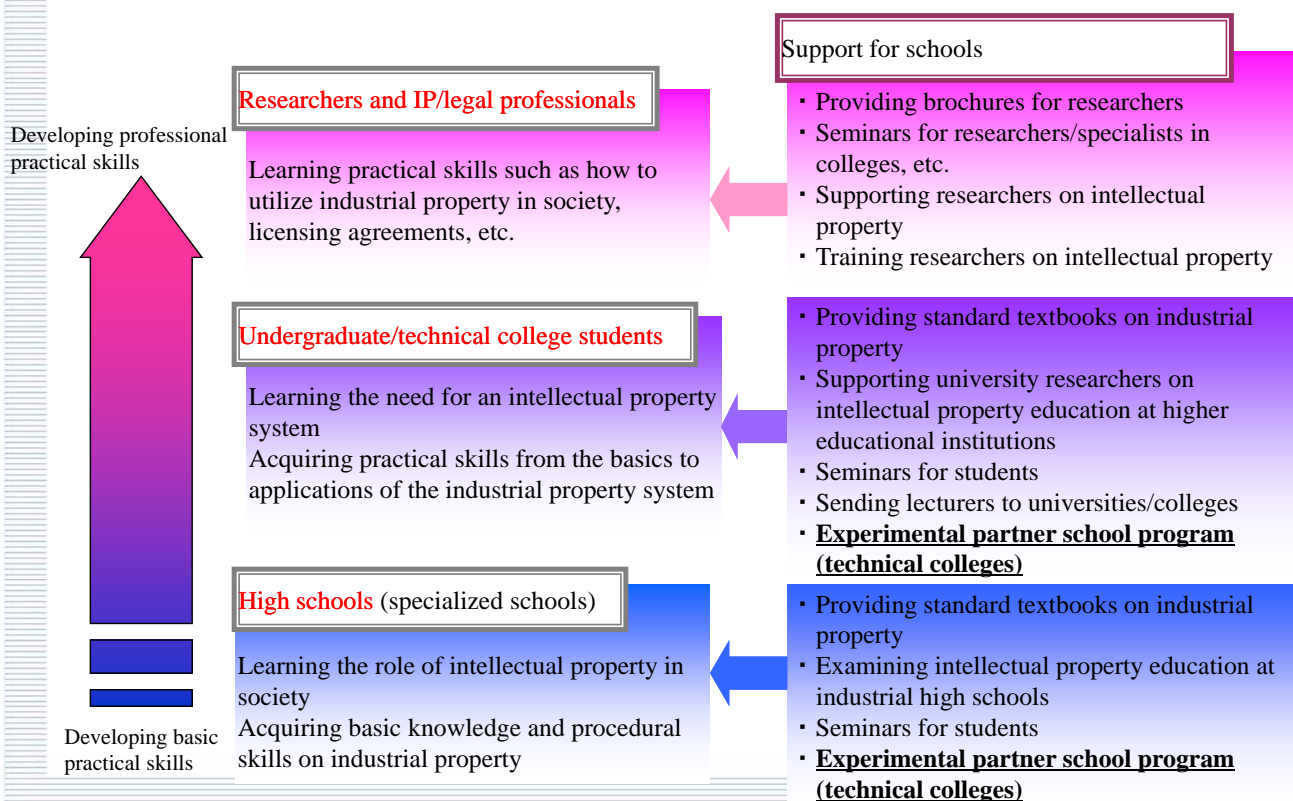 Support for schools
Researchers and IP/legal professionals
Developing professional
practical skills
Learning practical skills such as how to
utilize industrial property in society,
licensing agreements, etc.
・Providing brochures for researchers
・Seminars for researchers/specialists in
colleges, etc.
・Supporting researchers on intellectual
property
・Training researchers on intellectual property
Undergraduate/technical college students
Learning the need for an intellectual property
system
Acquiring practical skills from the basics to
applications of the industrial property system
・Providing standard textbooks on industrial
property
・Supporting university researchers on
intellectual property education at higher
educational institutions
・Seminars for students
・Sending lecturers to universities/colleges
・Experimental partner school program
(technical colleges)
High schools (specialized schools)
Learning the role of intellectual property in
society
Acquiring basic knowledge and procedural
skills on industrial property
・Providing standard textbooks on industrial
property
・Examining intellectual property education at
industrial high schools
・Seminars for students
・Experimental partner school program
(technical colleges)
Developing basic
practical skills